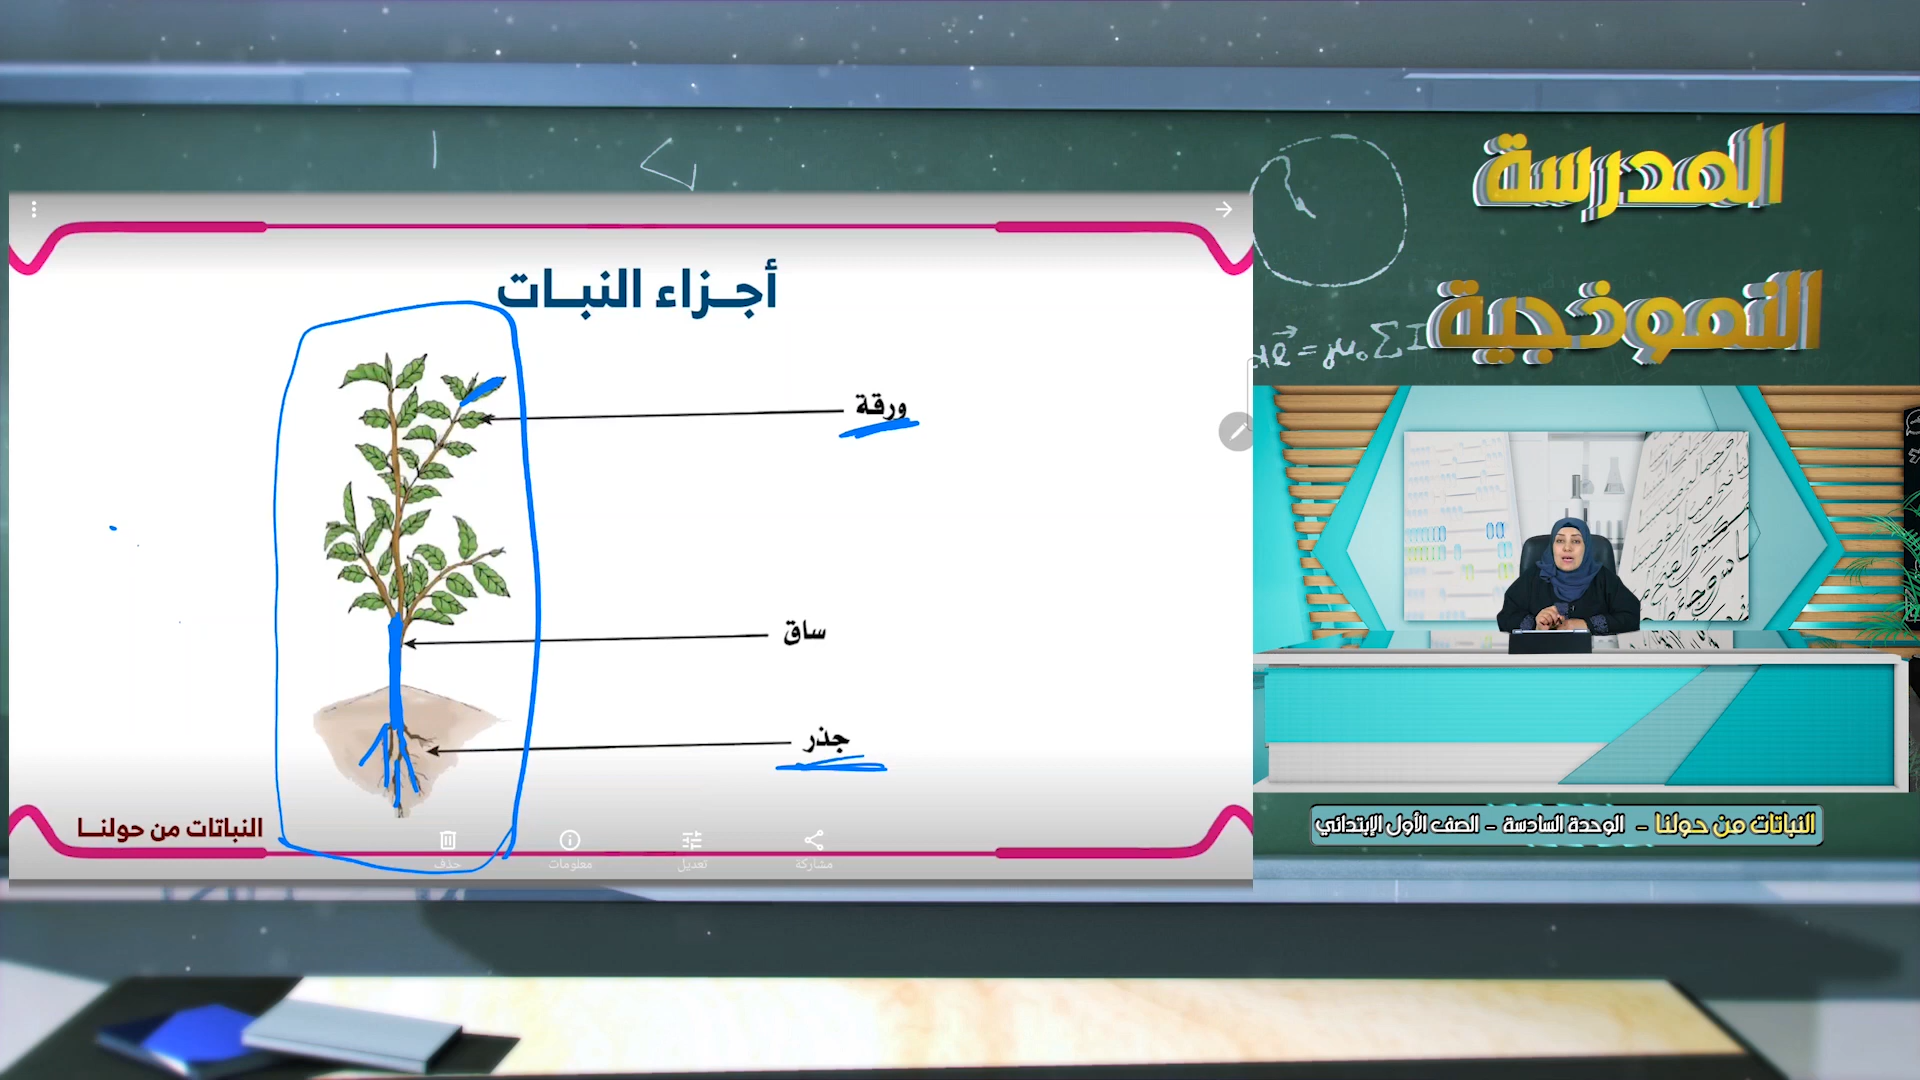 المدرسة
النموذجية
أجـزاء النبـات
ورقة
ساق
جذر
النباتات من حولنـا
حذف
معلومات
تعديل
مشاركة
النباتات من حولنا - الوحدة السادسة - الصف الأول الإبتدائي